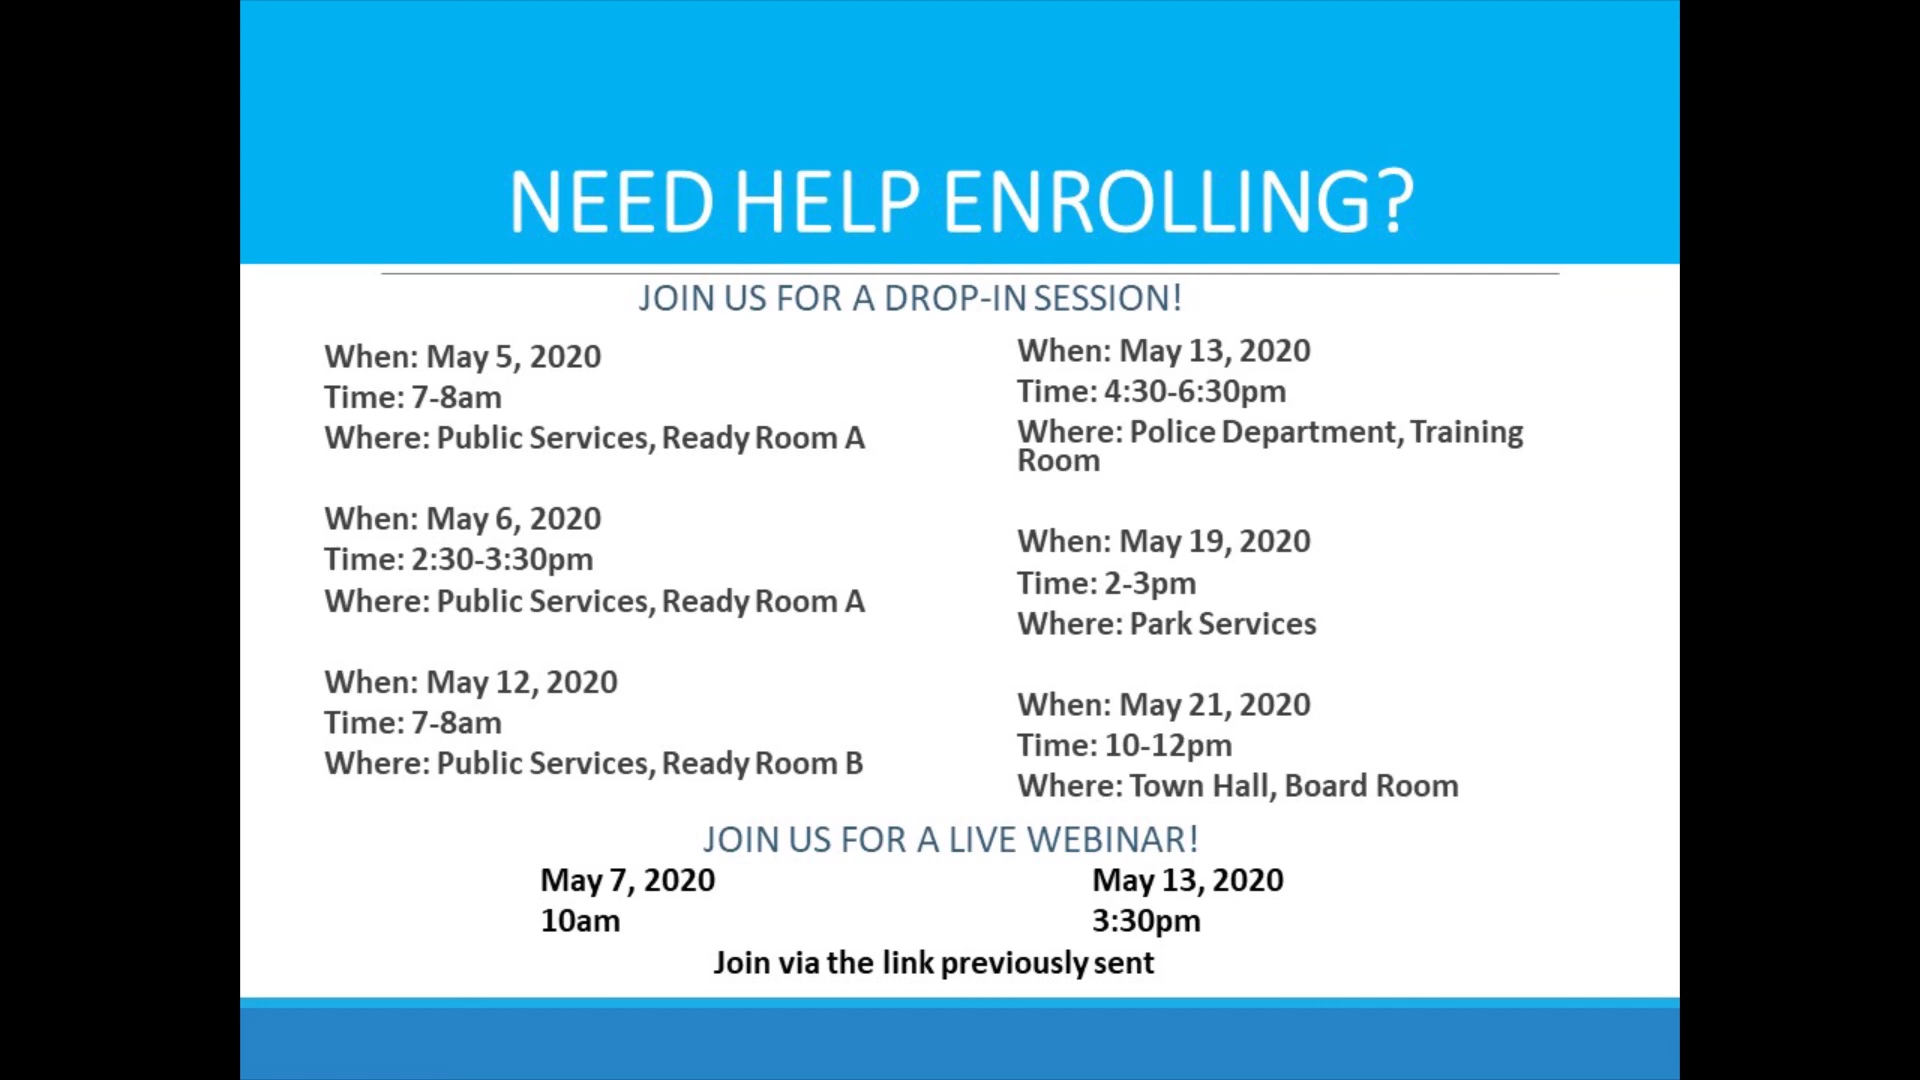 NEED HELP ENROLLING?
JOIN US FOR A DROP-IN SESSION!
When: May 5, 2020
Time: 7-8am
Where: Public Services, Ready Room A
When: May 6, 2020
Time: 2:30-3:30pm
Where: Public Services, Ready Room A
When: May 12, 2020
Time: 7-8am
Where: Public Services, Ready Room B
When: May 13, 2020
Time: 4:30-6:30pm
Where: Police Department, Training
Room
When: May 19, 2020
Time: 2-3pm
Where: Park Services
When: May 21, 2020
Time: 10-12pm
Where: Town Hall, Board Room
JOIN US FOR A LIVE WEBINAR!
May 7, 2020
10am
May 13, 2020
3:30pm
Join via the link previously sent